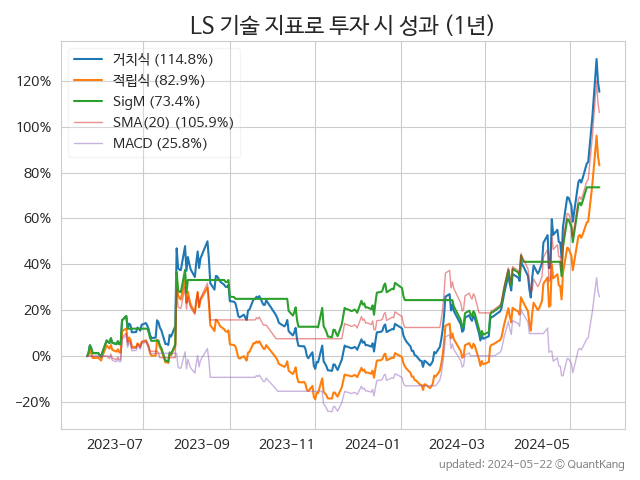 LS 기술 지표로 투자 시 성과 (1년)
거치식 (114.8%)
적립식 (82.9%)
SigM (73.4%)
SMA(20) (105.9%)
MACD (25.8%)
120%
100%
80%
60%
40%
20%
0%
−20%
2023−07
2023−09
2023−11
2024−01
2024−03
2024−05
updated: 2024−05−22 © QuantKang